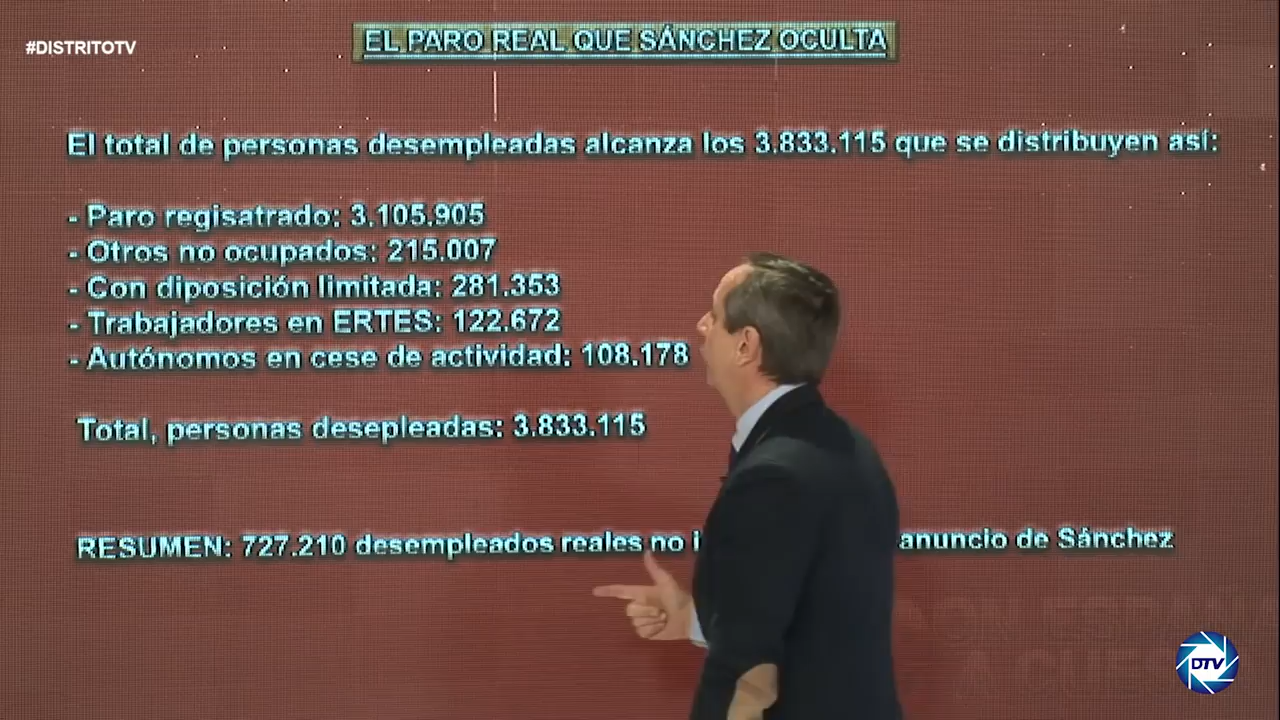 #DISTRITOTV
EL PARO REAL QUE SÁNCHEZ OCULTA
El total de personas desempleadas alcanza los 3.833.115 que se distribuyen así:
- Paro regisatrado: 3.105.905
- Otros no ocupados: 215.007
- Con diposición limitada: 281.353
- Trabajadores en ERTES: 122.672
- Autónomos en cese de actividad: 108.178
Total, personas desepleadas: 3.833.115
RESUMEN: 727.210 desempleados reales no anuncio de Sánchez
DTV